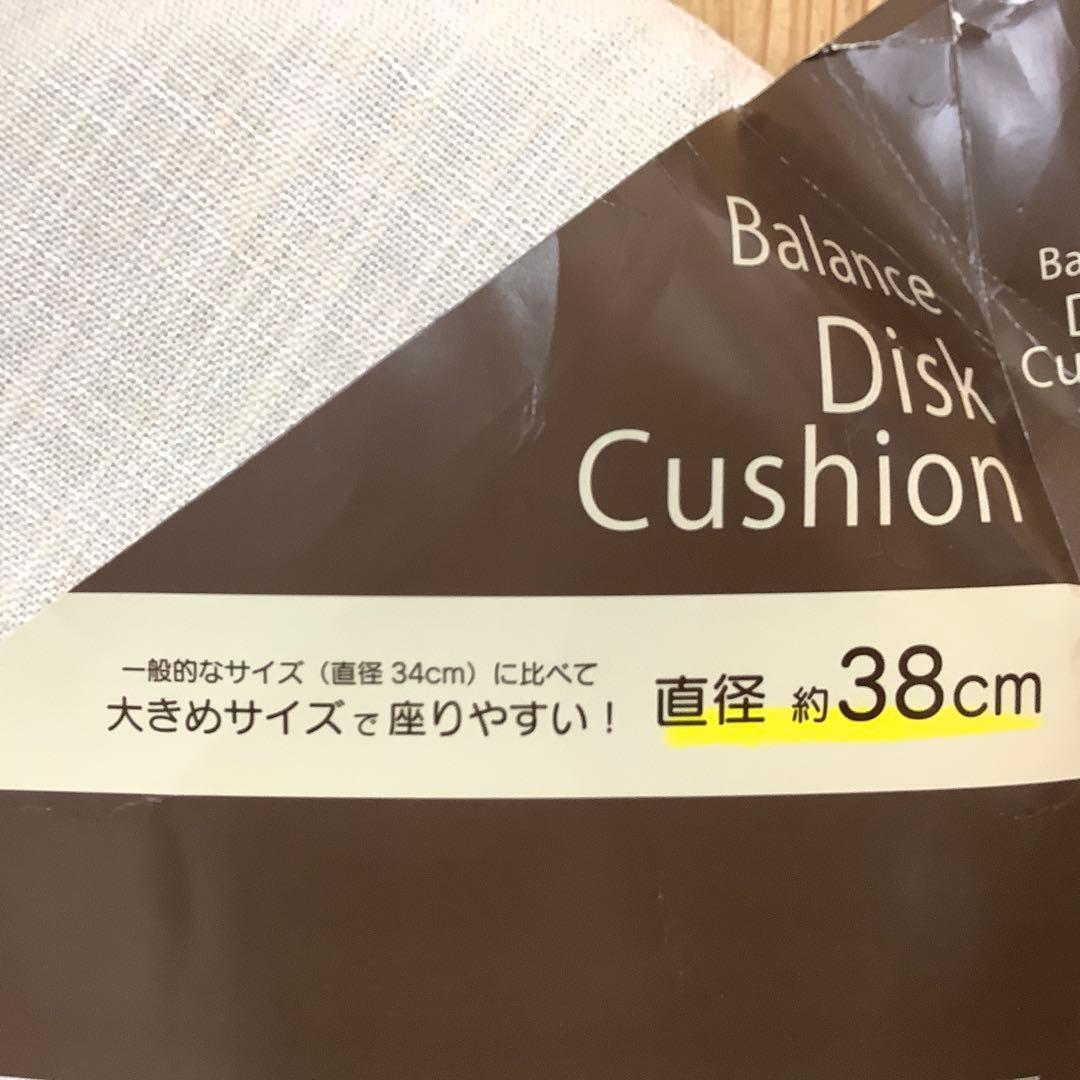 Balance
Disk
Cushion
一般的なサイズ（直径 34cm）に比べて
大きめサイズで座りやすい！
直径 約38cm